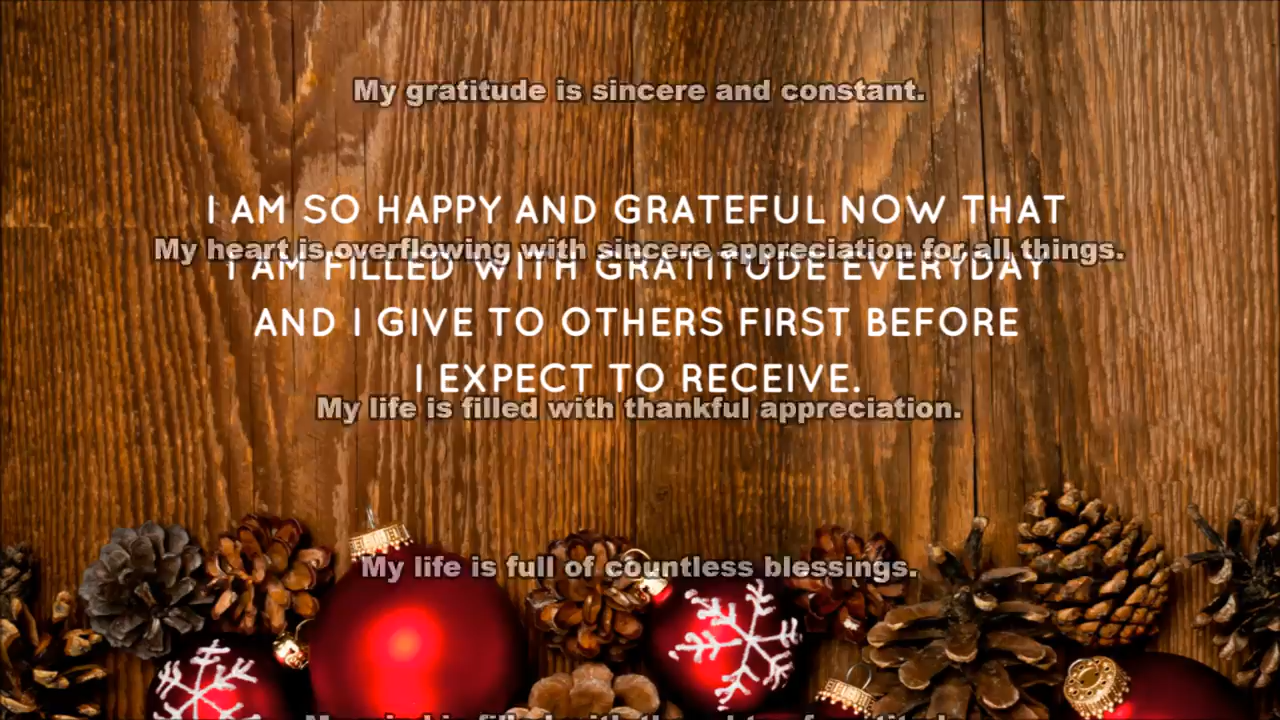 My gratitude is sincere and constant.
I AM SO HAPPY AND GRATEFUL NOW THAT
My heart is overflowing with sincere appreciation for all things.
I AM FILLED WITH GRATITUDE EVERYDAY
AND I GIVE TO OTHERS FIRST BEFORE
I EXPECT TO RECEIVE.
My life is filled with thankful appreciation.
My life is full of countless blessings.